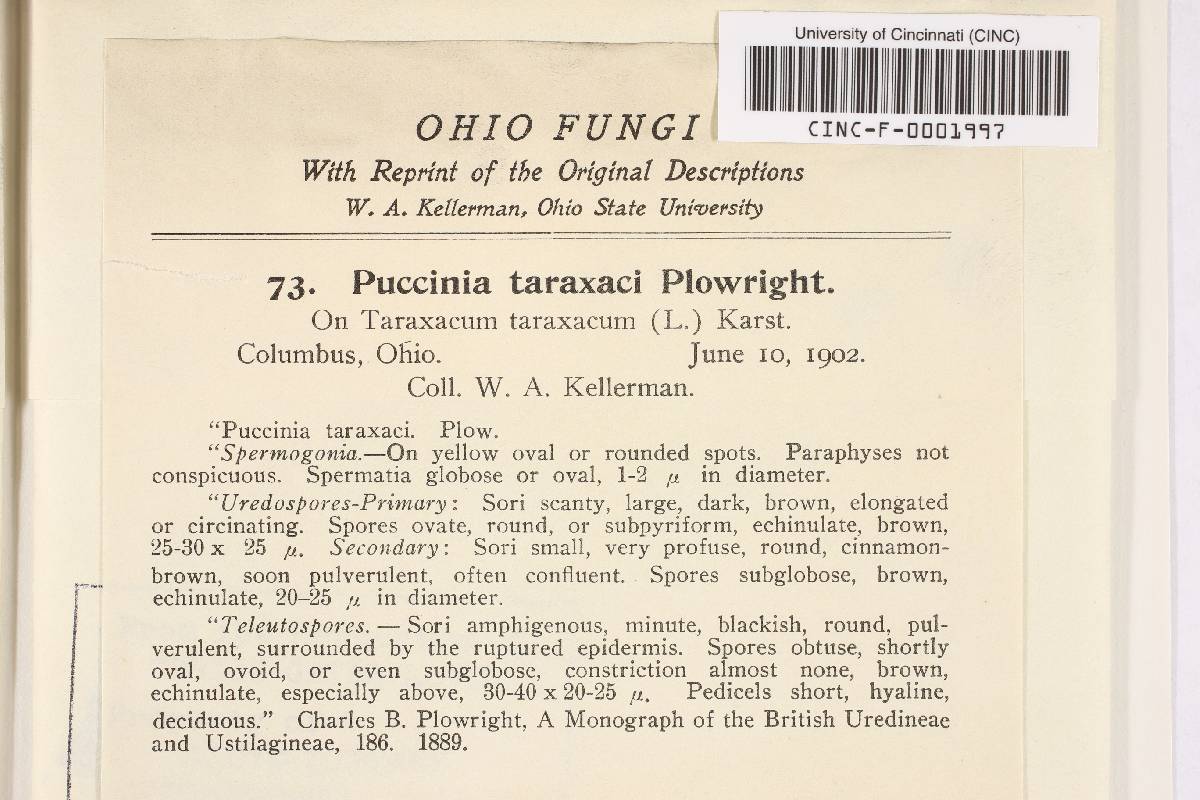 University of Cincinnati (CINC)
CINC-F-0001997
OHIO FUNGI
With Reprint of the Original Descriptions
W. A. Kellerman, Ohio State University
73. Puccinia taraxaci Plowright.
On Taraxacum taraxacum (L.) Karst.
Columbus, Ohio. June 10, 1902.
Coll. W. A. Kellerman.
"Puccinia taraxaci. Plow.
"Spermogonia.—On yellow oval or rounded spots. Paraphyses not
conspicuous. Spermatia globose or oval, 1-2 μ in diameter.
"Uredospores-Primary: Sori scanty, large, dark, brown, elongated
or circinating. Spores ovate, round, or subpyriform, echinulate, brown,
25-30 x 25 μ. Secondary: Sori small, very profuse, round, cinnamon-
brown, soon pulverulent, often confluent. Spores subglobose, brown,
echinulate, 20–25 μ in diameter.
"Teleutospores. — Sori amphigenous, minute, blackish, round, pul-
verulent, surrounded by the ruptured epidermis. Spores obtuse, shortly
oval, ovoid, or even subglobose, constriction almost none, brown,
echinulate, especially above, 30-40 x 20-25 μ. Pedicels short, hyaline,
deciduous." Charles B. Plowright, A Monograph of the British Uredineae
and Ustilagineae, 186. 1889.